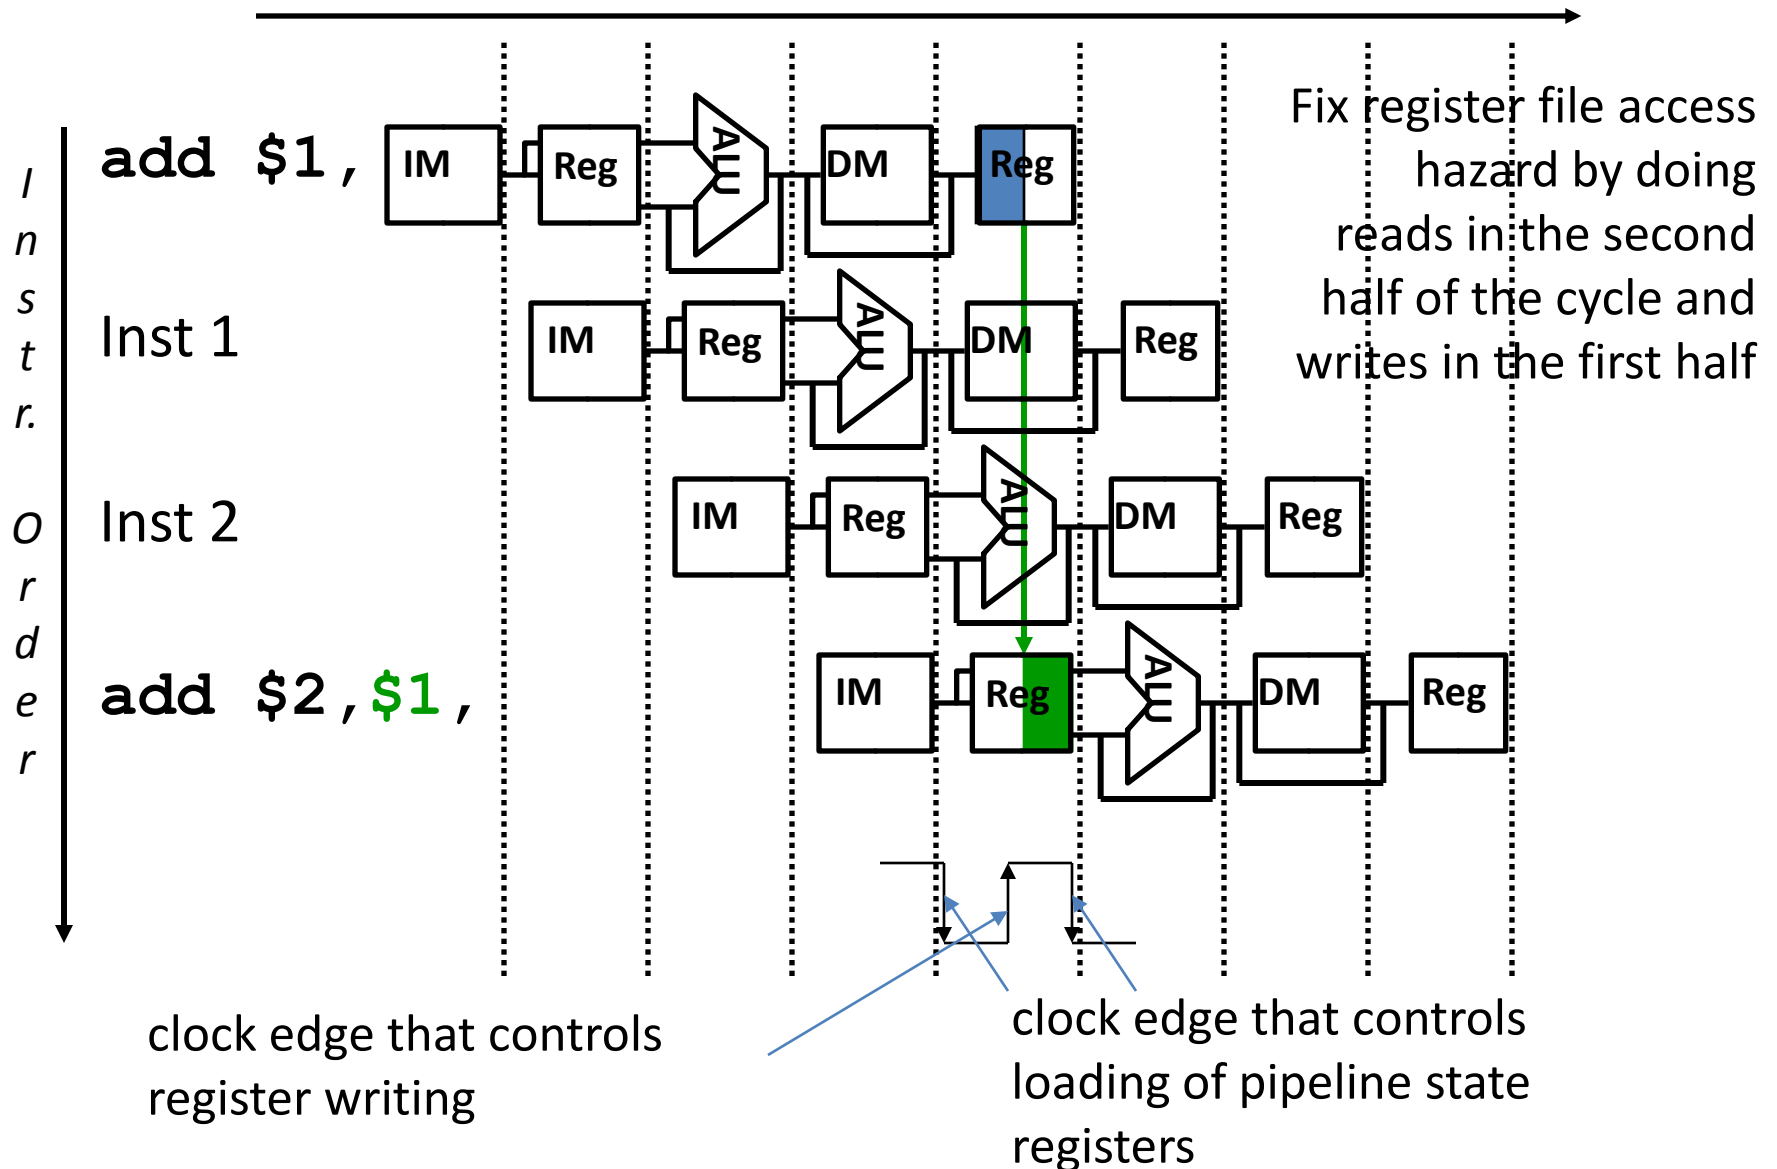 Fix register file access
hazard by doing
reads in the second
half of the cycle and
writes in the first half
Instr. Order
add $1, IM Reg ALU DM Reg
Inst 1 IM Reg ALU DM Reg
Inst 2 IM Reg ALU DM Reg
add $2,$1, IM Reg ALU DM Reg
clock edge that controls
register writing
clock edge that controls
loading of pipeline state
registers